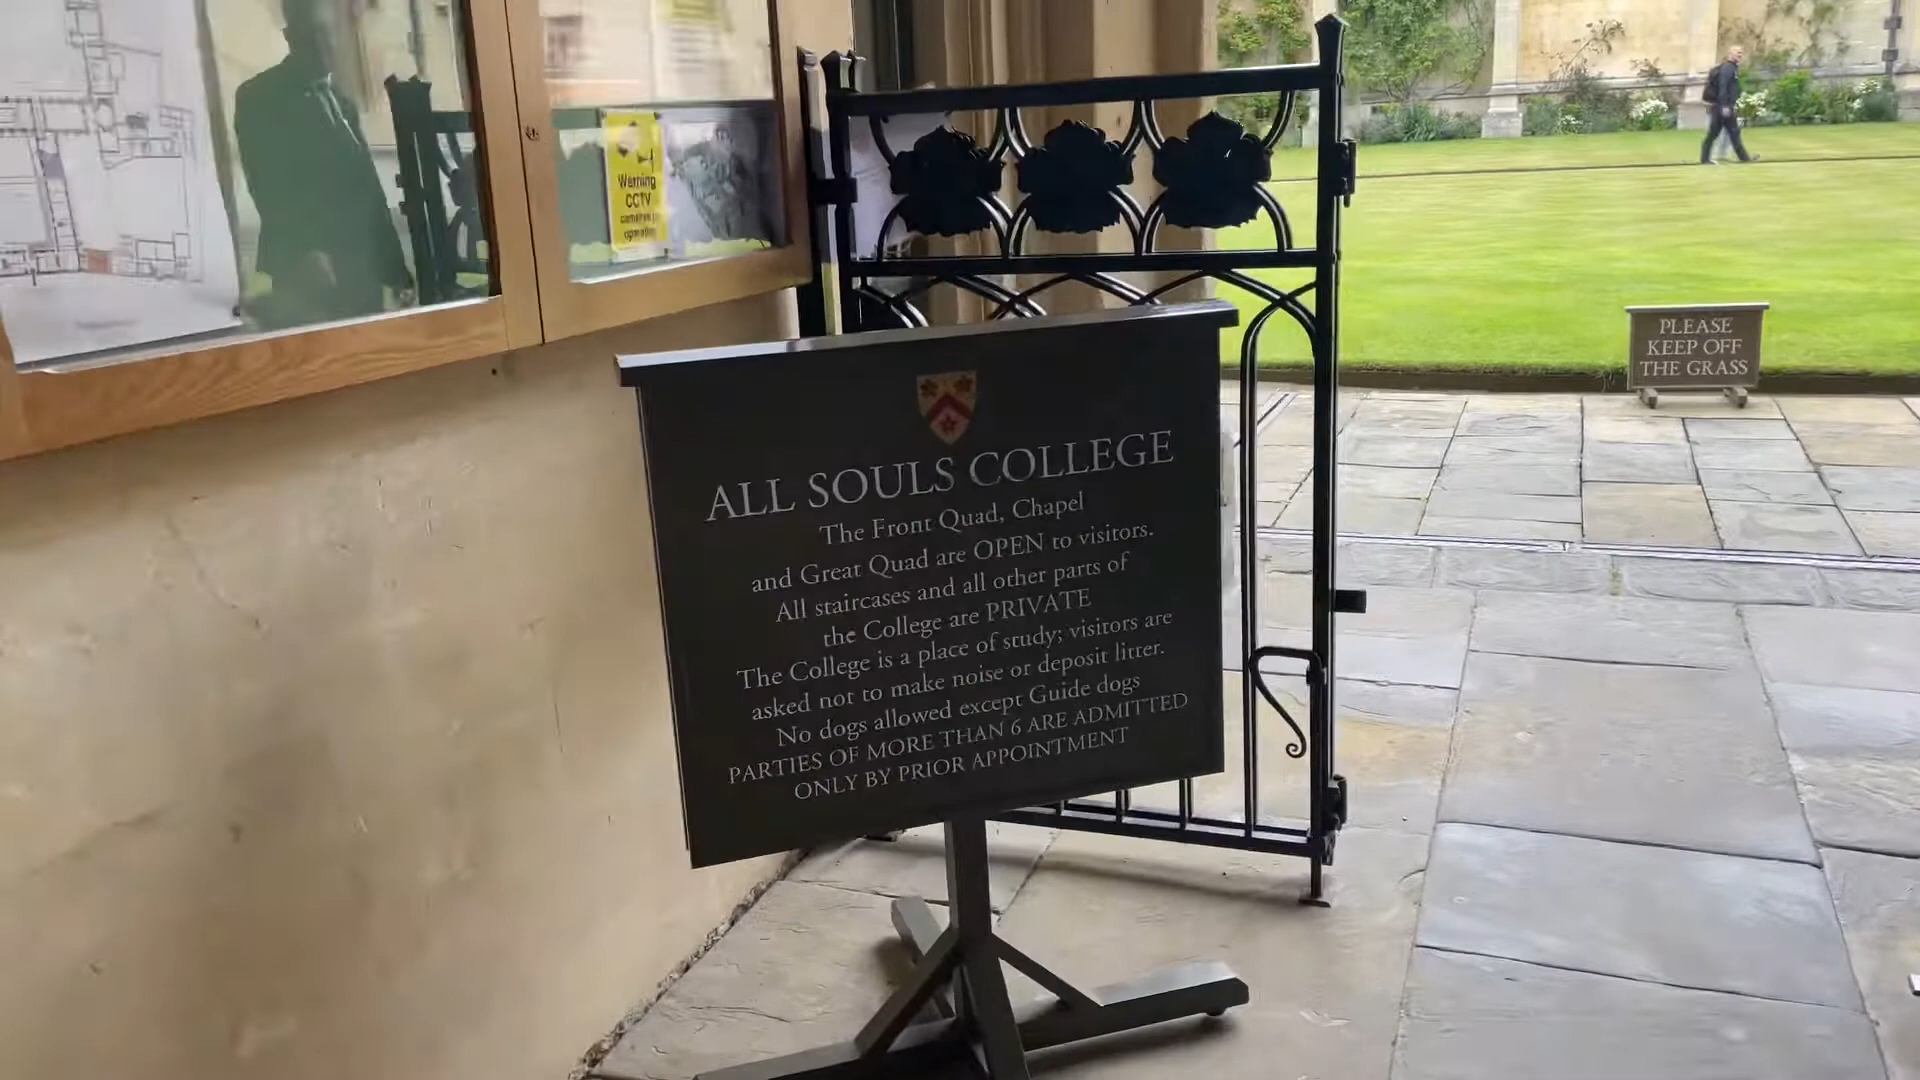 Warning
CCTV
cameras in
operation
ALL SOULS COLLEGE
The Front Quad, Chapel
and Great Quad are OPEN to visitors.
All staircases and all other parts of
the College are PRIVATE
The College is a place of study; visitors are
asked not to make noise or deposit litter.
No dogs allowed except Guide dogs
PARTIES OF MORE THAN 6 ARE ADMITTED
ONLY BY PRIOR APPOINTMENT
PLEASE
KEEP OFF
THE GRASS